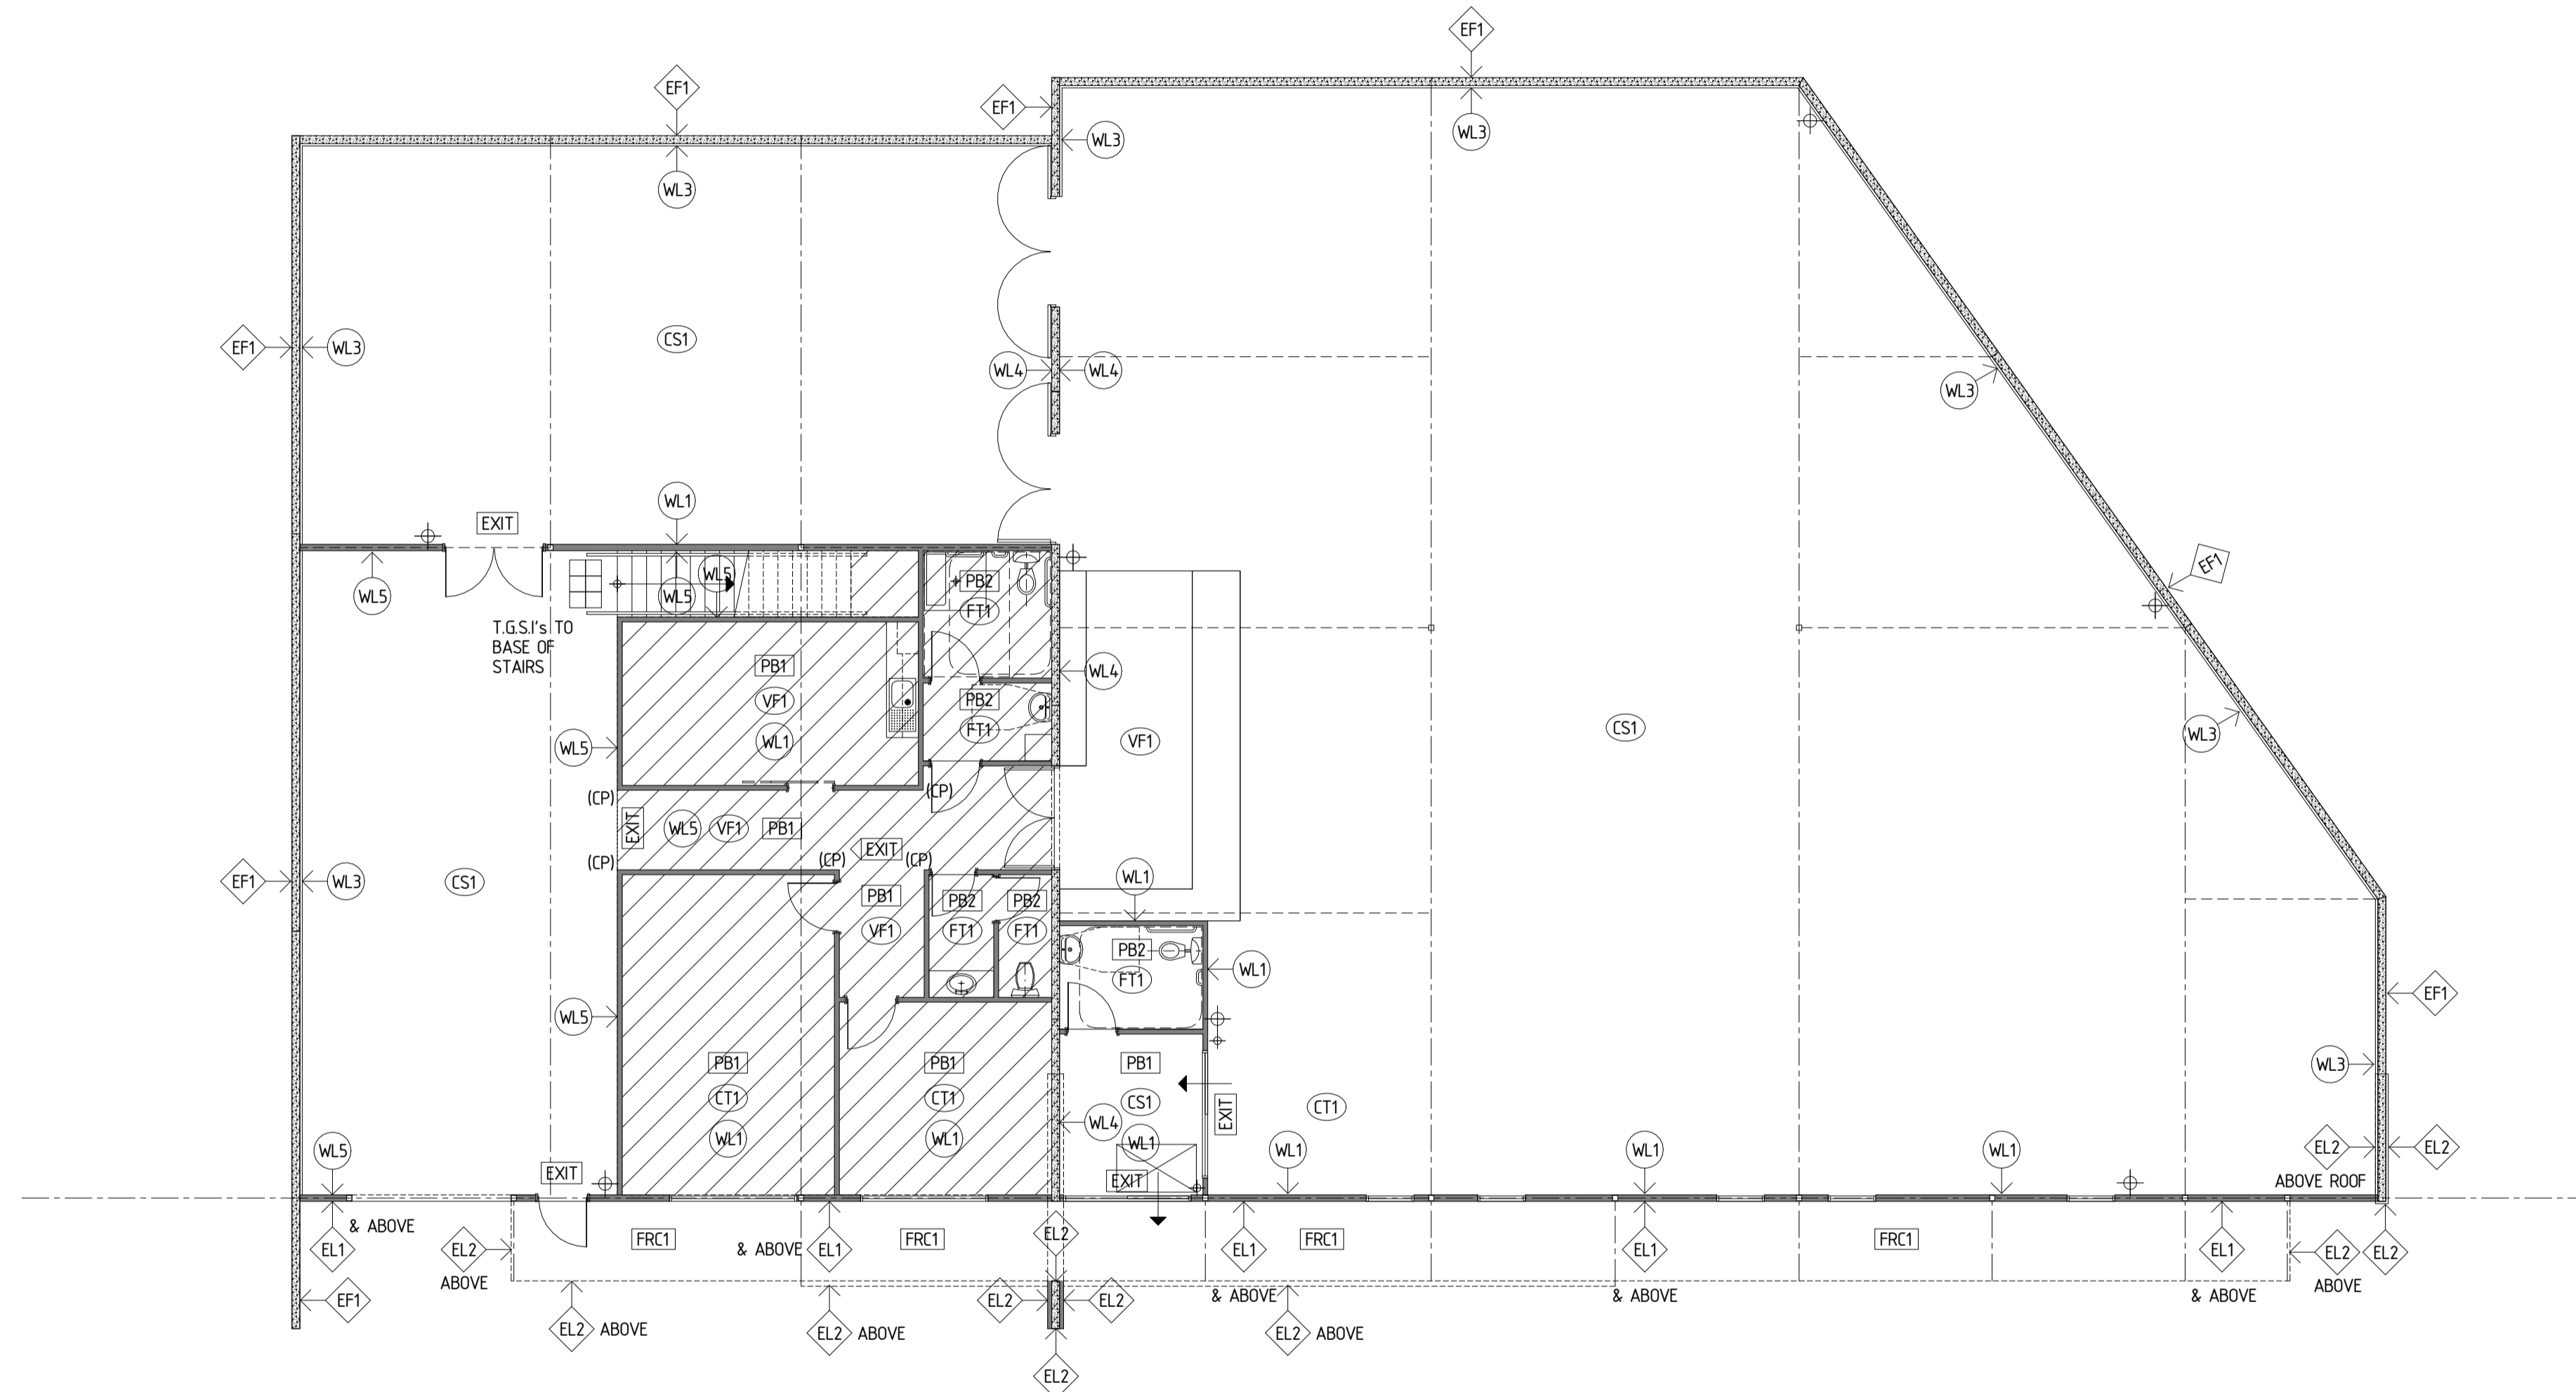 EF1
EF1
EF1
WL3
WL3
WL3
CS1
EF1
WL3
WL4
WL4
WL3
WL1
EXIT
WL5
WL5
WL5
T.G.S.I's TO
BASE OF
STAIRS
PB2
FT1
EF1
PB1
VF1
WL1
PB2
FT1
WL4
VF1
CS1
WL3
WL5
(CP)
(CP)
EXIT
WL5
VF1
PB1
EXIT
(CP)
(CP)
(CP)
EF1
WL3
CS1
PB1
VF1
PB2
FT1
PB2
FT1
WL1
PB2
FT1
WL1
EF1
WL5
PB1
CT1
WL1
PB1
CT1
WL1
PB1
CS1
WL1
WL4
EXIT
EXIT
CT1
WL3
WL5
EXIT
WL1
WL1
WL1
EL2
EL2
ABOVE ROOF
EL1
& ABOVE
EL2
ABOVE
FRC1
& ABOVE
EL1
FRC1
EL2
EL1
FRC1
EL1
FRC1
EL1
EL2
ABOVE
EL2
EF1
EL2
EL2
& ABOVE
& ABOVE
& ABOVE
EL2 ABOVE
EL2 ABOVE
EL2 ABOVE
EL2